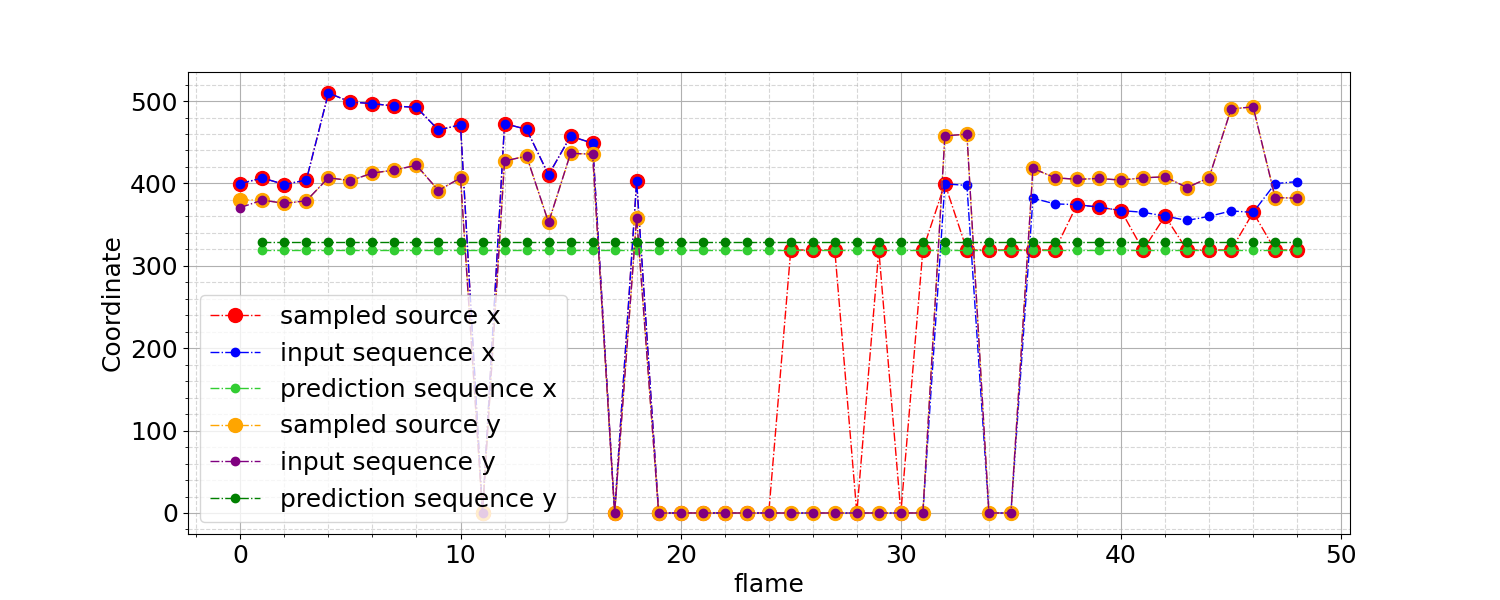 500
400
300
200
100
0
Coordinate
sampled source x
input sequence x
prediction sequence x
sampled source y
input sequence y
prediction sequence y
0 10 20 30 40 50
flame